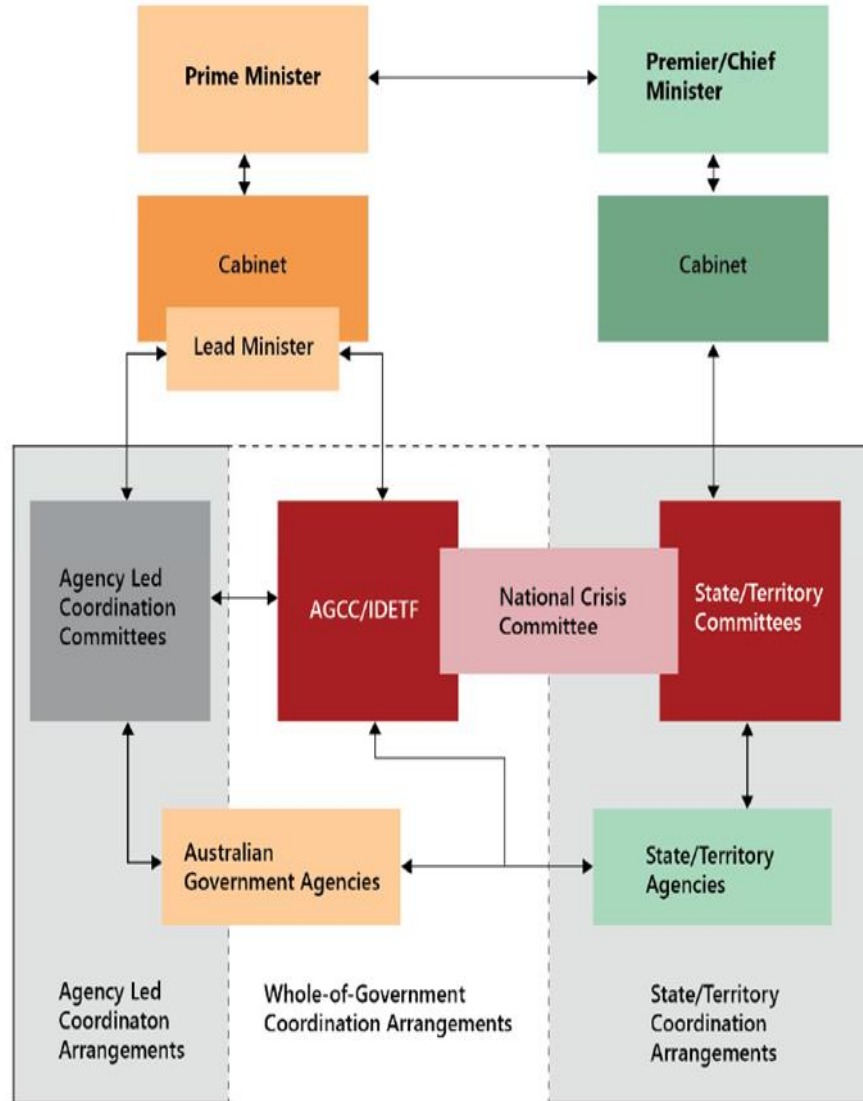 Prime Minister
Premier/Chief
Minister
Cabinet
Cabinet
Lead Minister
Agency Led
Coordination
Committees
AGCC/IDETF
National Crisis
Committee
State/Territory
Committees
Australian
Government Agencies
State/Territory
Agencies
Agency Led
Coordinaton
Arrangements
Whole-of-Government
Coordination Arrangements
State/Territory
Coordination
Arrangements